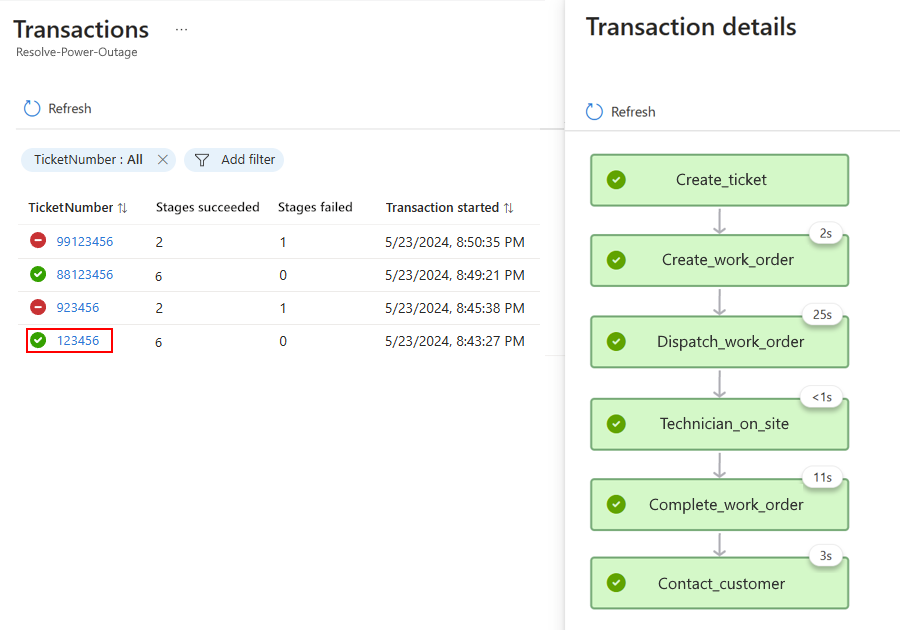 Transactions ...
Resolve-Power-Outage
Refresh
TicketNumber : All
Add filter
TicketNumber Stages succeeded Stages failed Transaction started
99123456 2 1 5/23/2024, 8:50:35 PM
88123456 6 0 5/23/2024, 8:49:21 PM
923456 2 1 5/23/2024, 8:45:38 PM
123456 6 0 5/23/2024, 8:43:27 PM
Transaction details
Refresh
Create_ticket
2s
Create_work_order
25s
Dispatch_work_order
<1s
Technician_on_site
11s
Complete_work_order
3s
Contact_customer